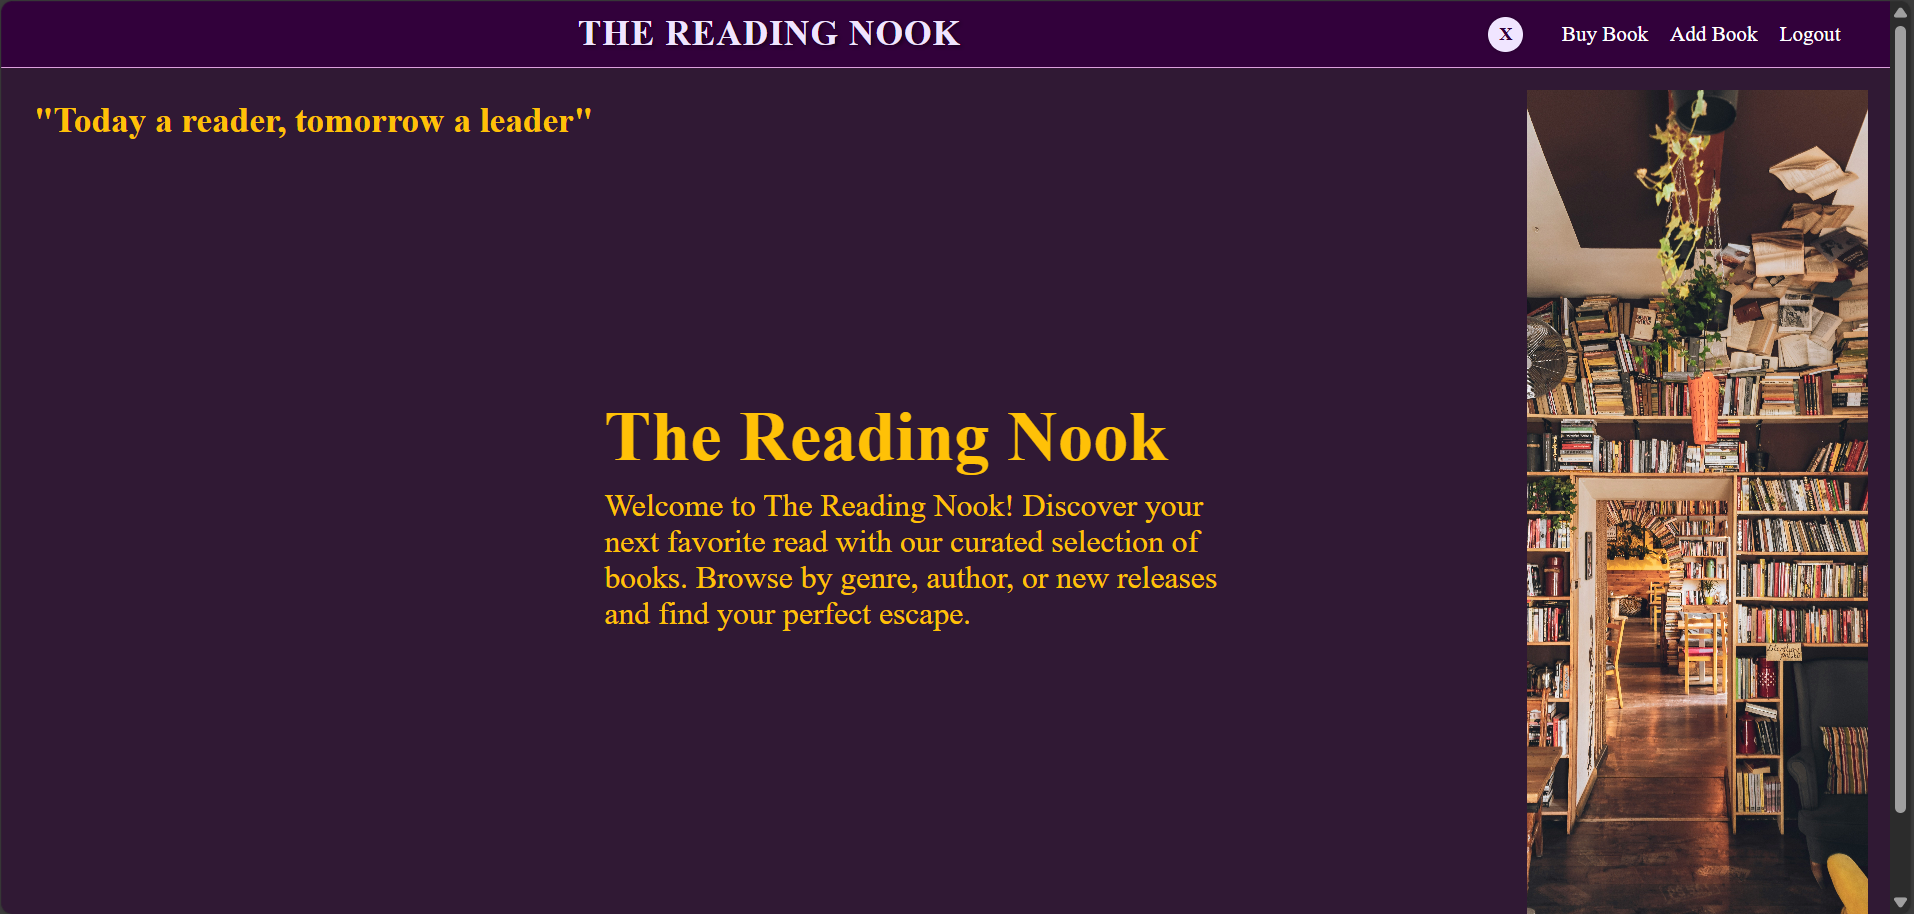 THE READING NOOK
X
Buy Book
Add Book
Logout
"Today a reader, tomorrow a leader"
The Reading Nook
Welcome to The Reading Nook! Discover your
next favorite read with our curated selection of
books. Browse by genre, author, or new releases
and find your perfect escape.